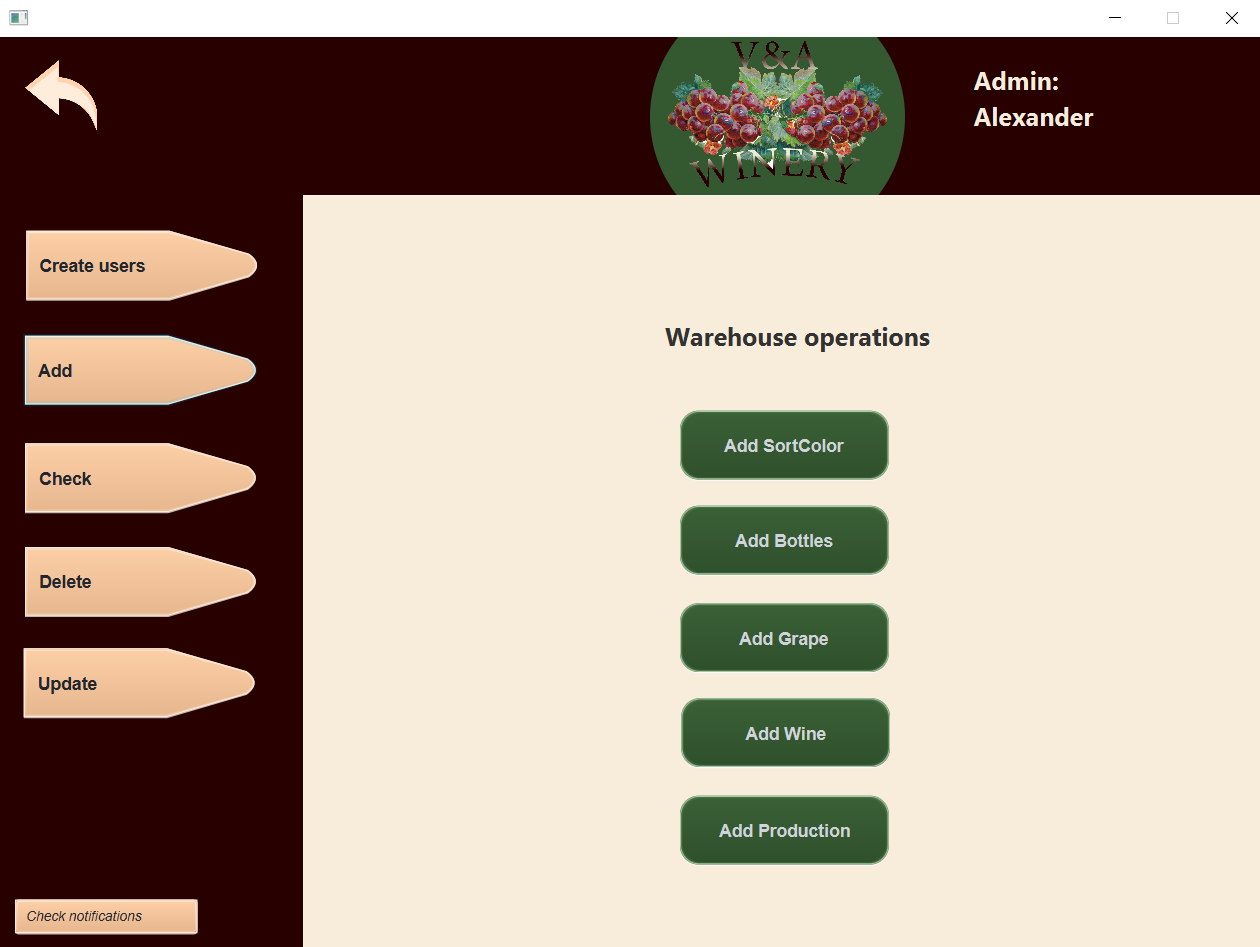 V&A
WINERY
Admin:
Alexander
Create users
Add
Check
Delete
Update
Check notifications
Warehouse operations
Add SortColor
Add Bottles
Add Grape
Add Wine
Add Production